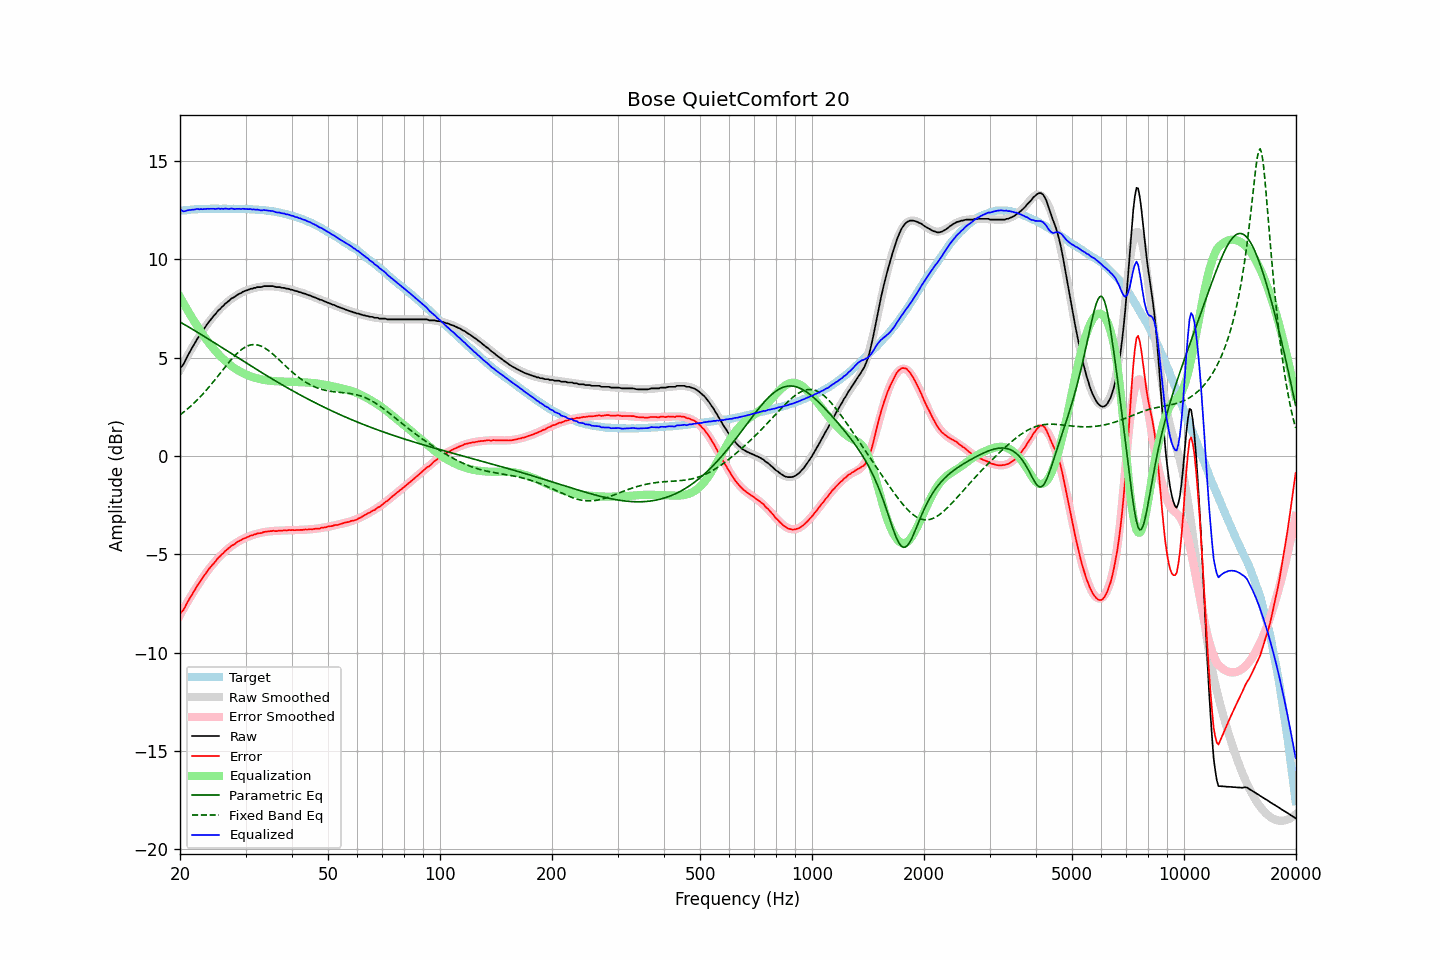 Bose QuietComfort 20
Amplitude (dBr)
15
10
5
0
−5
−10
−15
−20
Target
Raw Smoothed
Error Smoothed
Raw
Error
Equalization
Parametric Eq
Fixed Band Eq
Equalized
20 50 100 200 500 1000 2000 5000 10000 20000
Frequency (Hz)